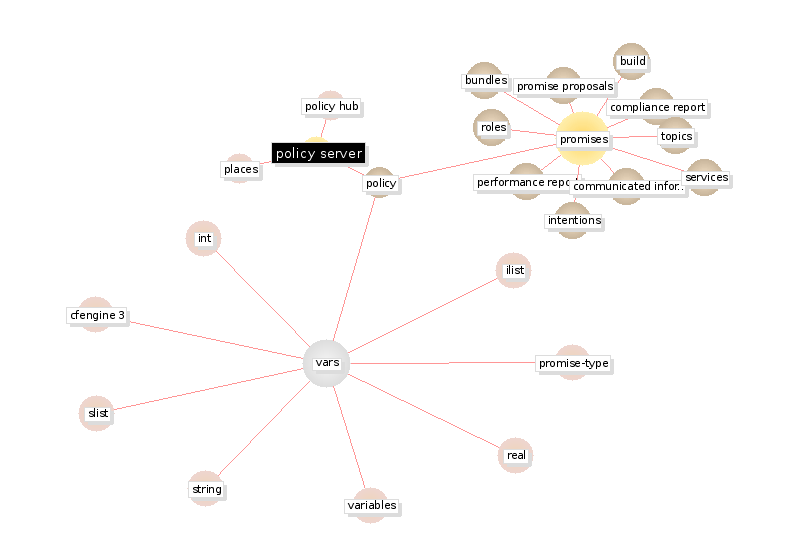 build
bundles
promise proposals
policy hub
compliance report
roles
topics
promises
policy server
places
policy
performance repo
communicated infor..
services
intentions
int
ilist
cfengine 3
vars
promise-type
slist
real
string
variables